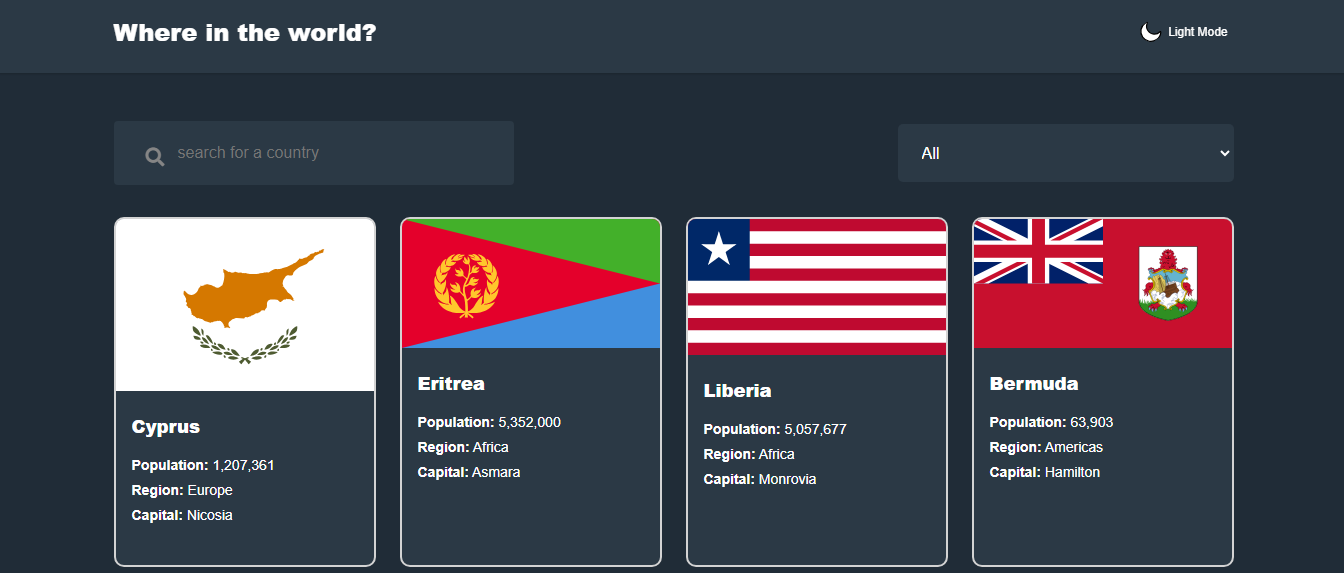 Where in the world?
Light Mode
search for a country
All
Cyprus
Population: 1,207,361
Region: Europe
Capital: Nicosia
Eritrea
Population: 5,352,000
Region: Africa
Capital: Asmara
Liberia
Population: 5,057,677
Region: Africa
Capital: Monrovia
Bermuda
Population: 63,903
Region: Americas
Capital: Hamilton